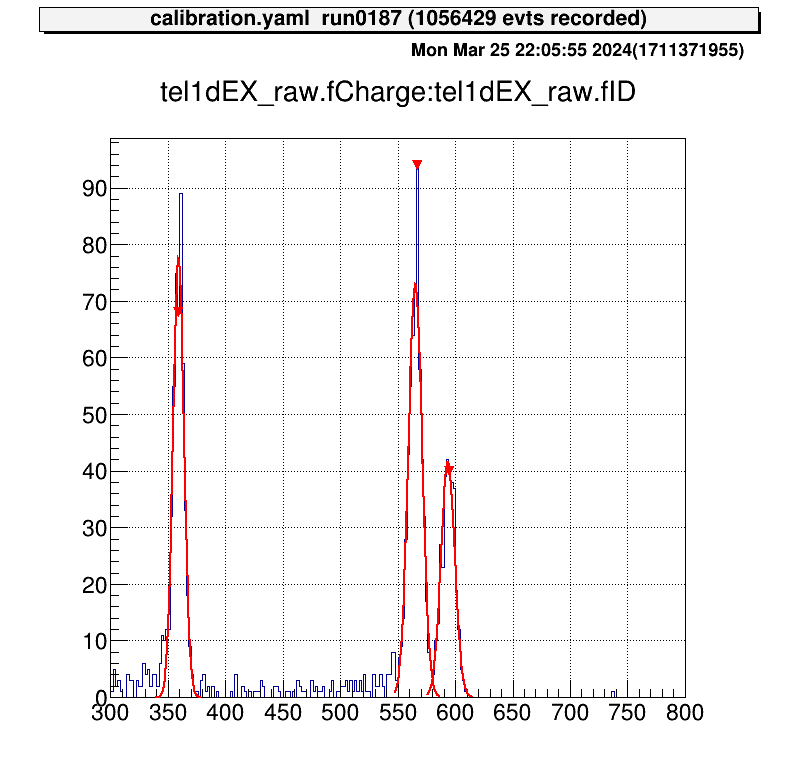 calibration.yaml run0187 (1056429 evts recorded)
Mon Mar 25 22:05:55 2024(1711371955)
tel1dEX_raw.fCharge:tel1dEX_raw.fID
90
80
70
60
50
40
30
20
10
0
300 350 400 450 500 550 600 650 700 750 800